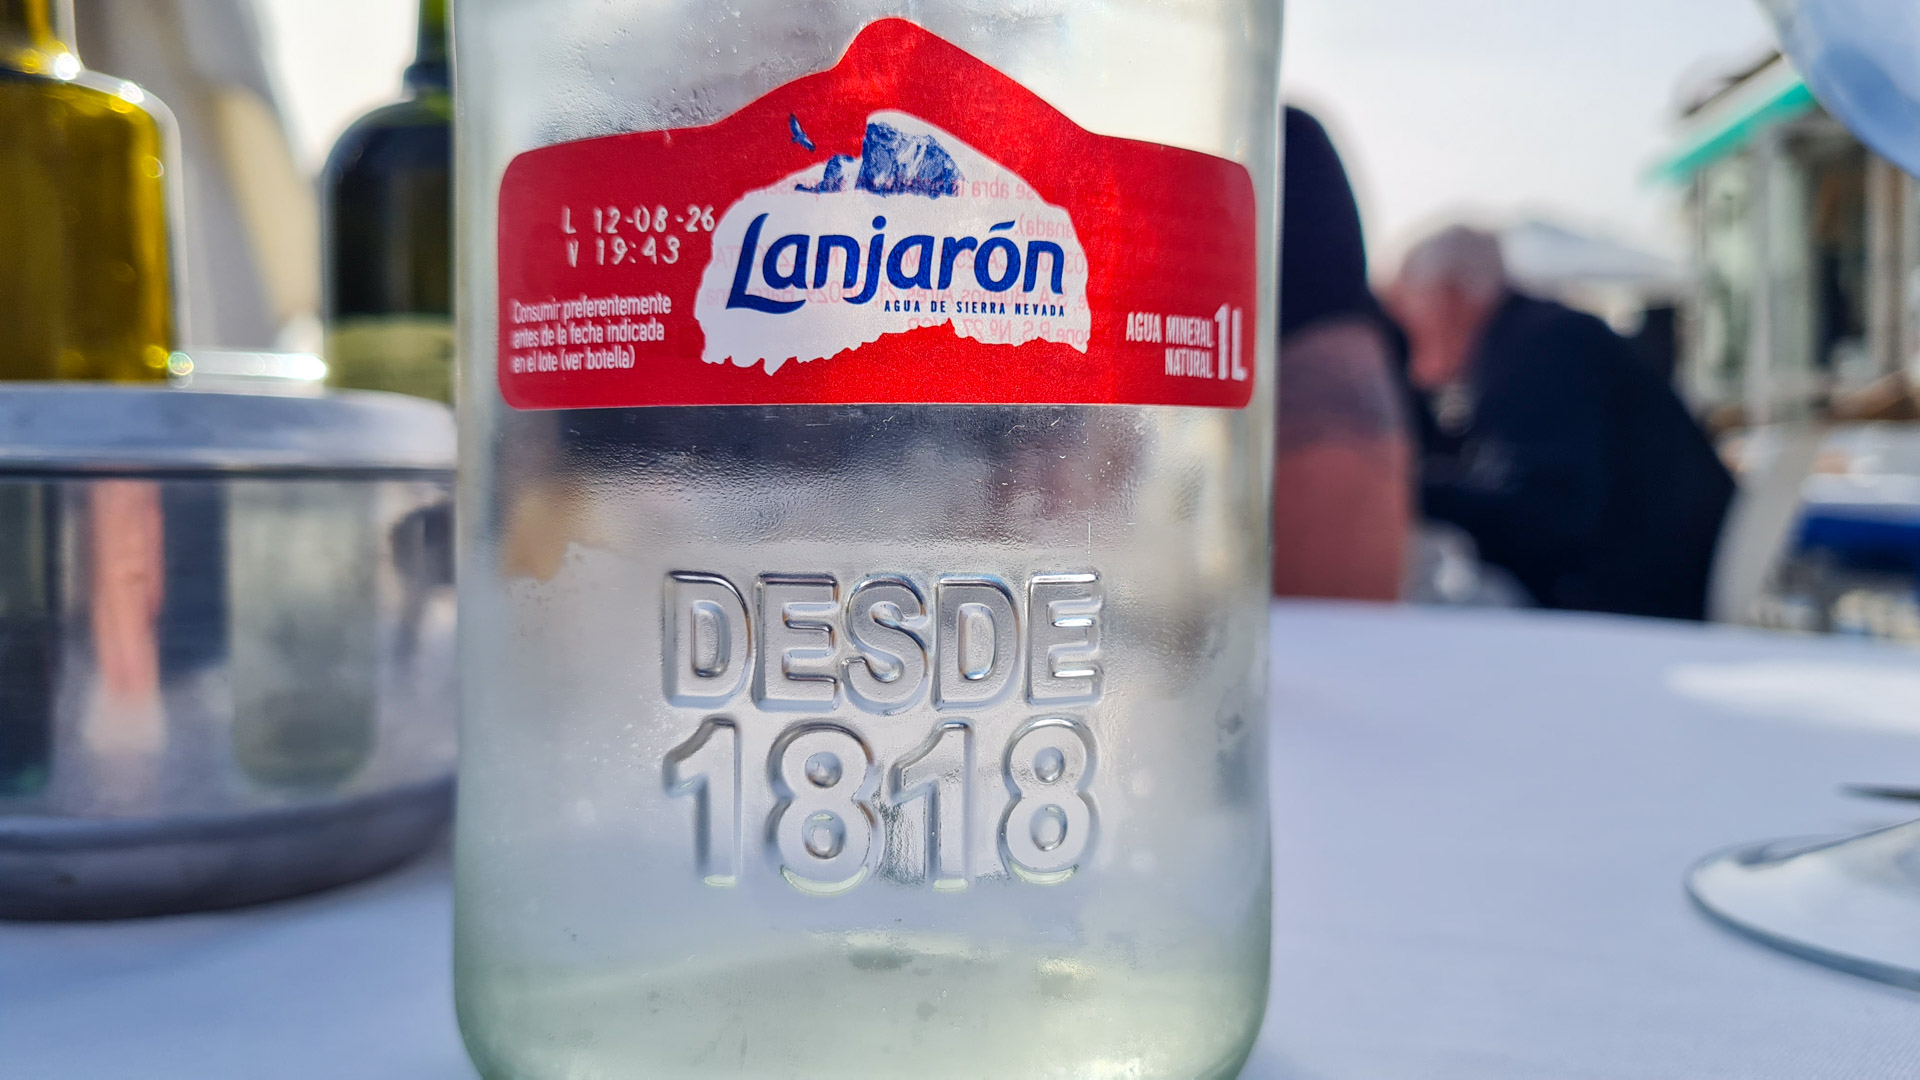 L 12-08-26
V 19:43
Lanjarón
AGUA DE SIERRA NEVADA
Consumir preferentemente
antes de la fecha indicada
en el lote (ver botella)
AGUA MINERAL
NATURAL
1L
DESDE
1818